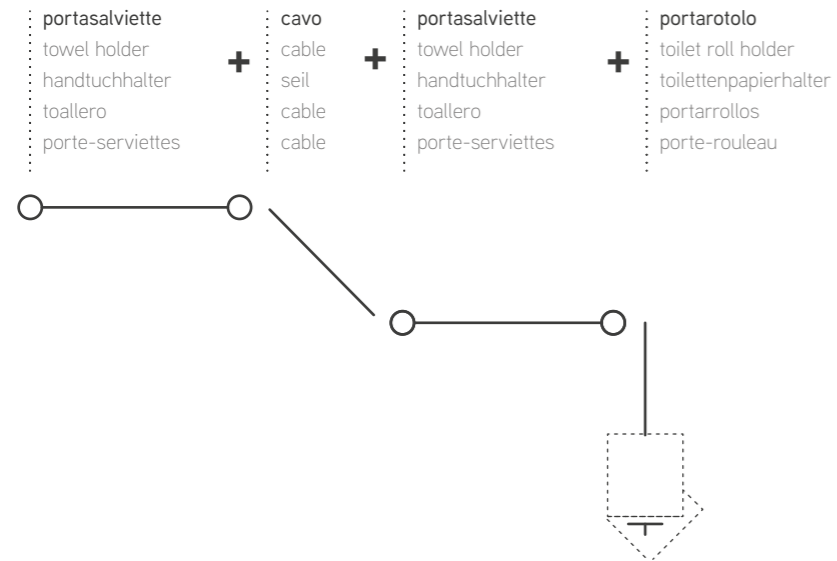 portasalviette
towel holder
handtuchhalter
toallero
porte-serviettes
+
cavo
cable
seil
cable
cable
+
portasalviette
towel holder
handtuchhalter
toallero
porte-serviettes
+
portarotolo
toilet roll holder
toilettenpapierhalter
portarrollos
porte-rouleau